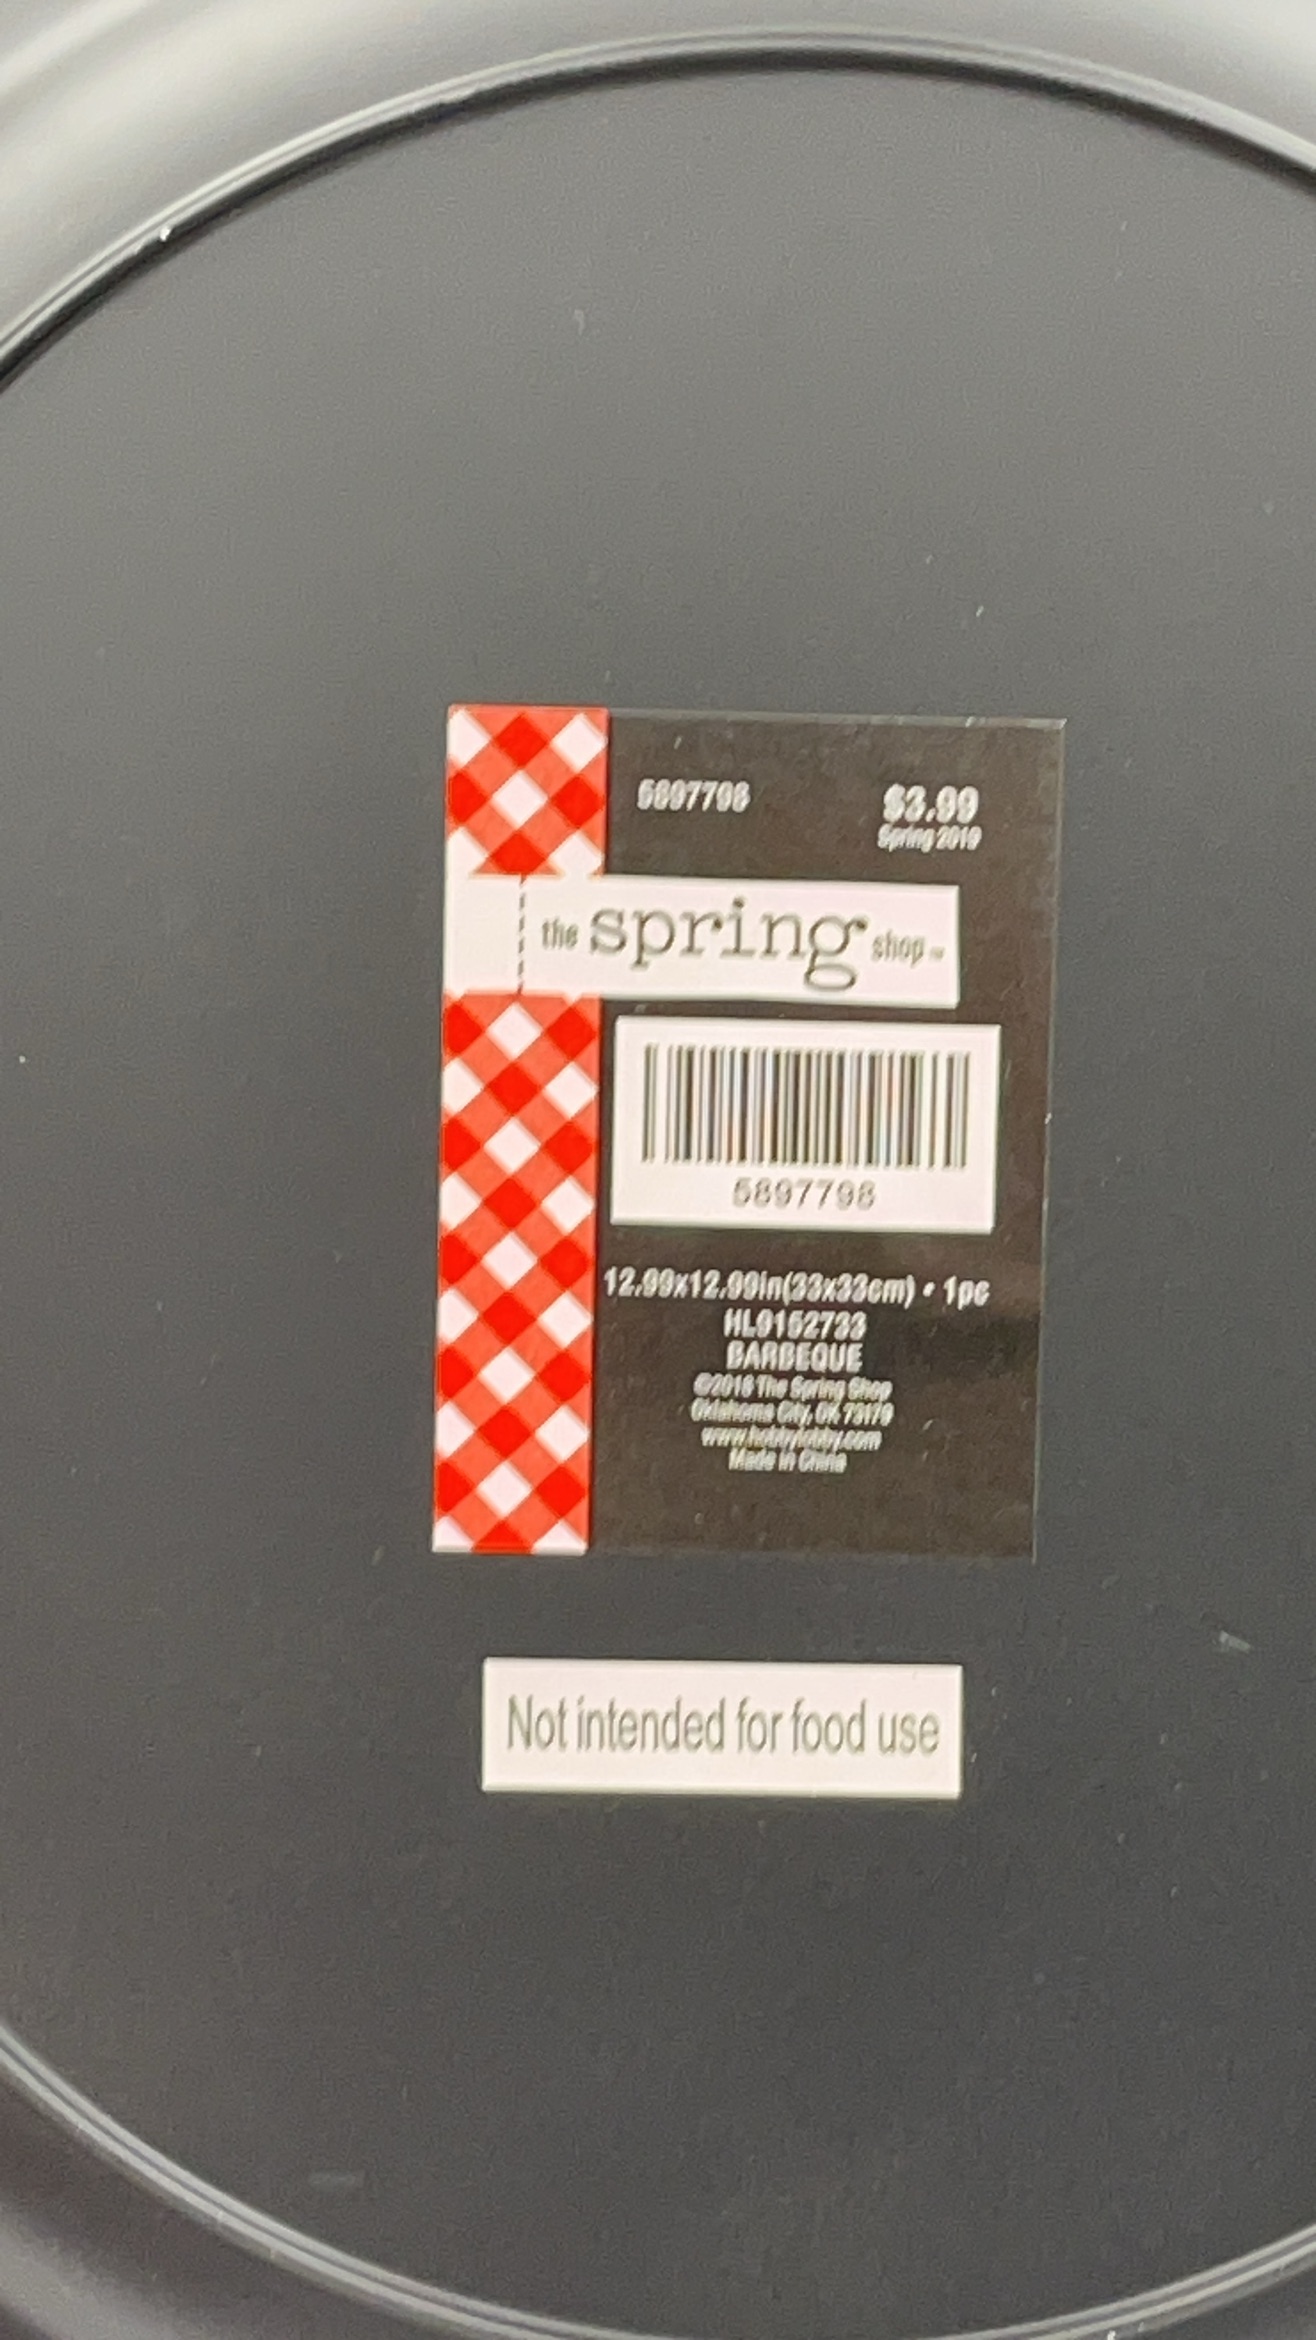 5897798
$3.99
Spring 2019
the spring shop™
5897798
12.99x12.99in(33x33cm) • 1pc
HL9152733
BARBEQUE
©2018 The Spring Shop
Oklahoma City, OK 73179
www.hobbylobby.com
Made in China
Not intended for food use